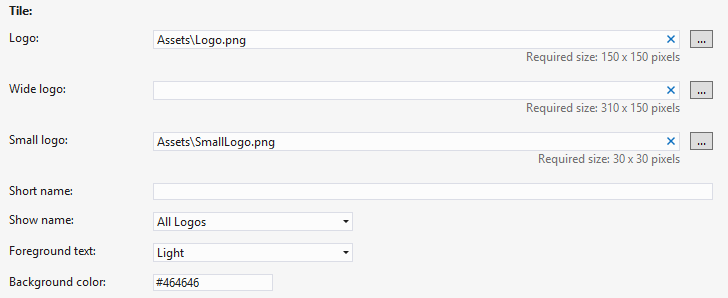 Tile:
Logo: Assets\Logo.png ...
Required size: 150 x 150 pixels
Wide logo: ...
Required size: 310 x 150 pixels
Small logo: Assets\SmallLogo.png ...
Required size: 30 x 30 pixels
Short name:
Show name: All Logos
Foreground text: Light
Background color: #464646